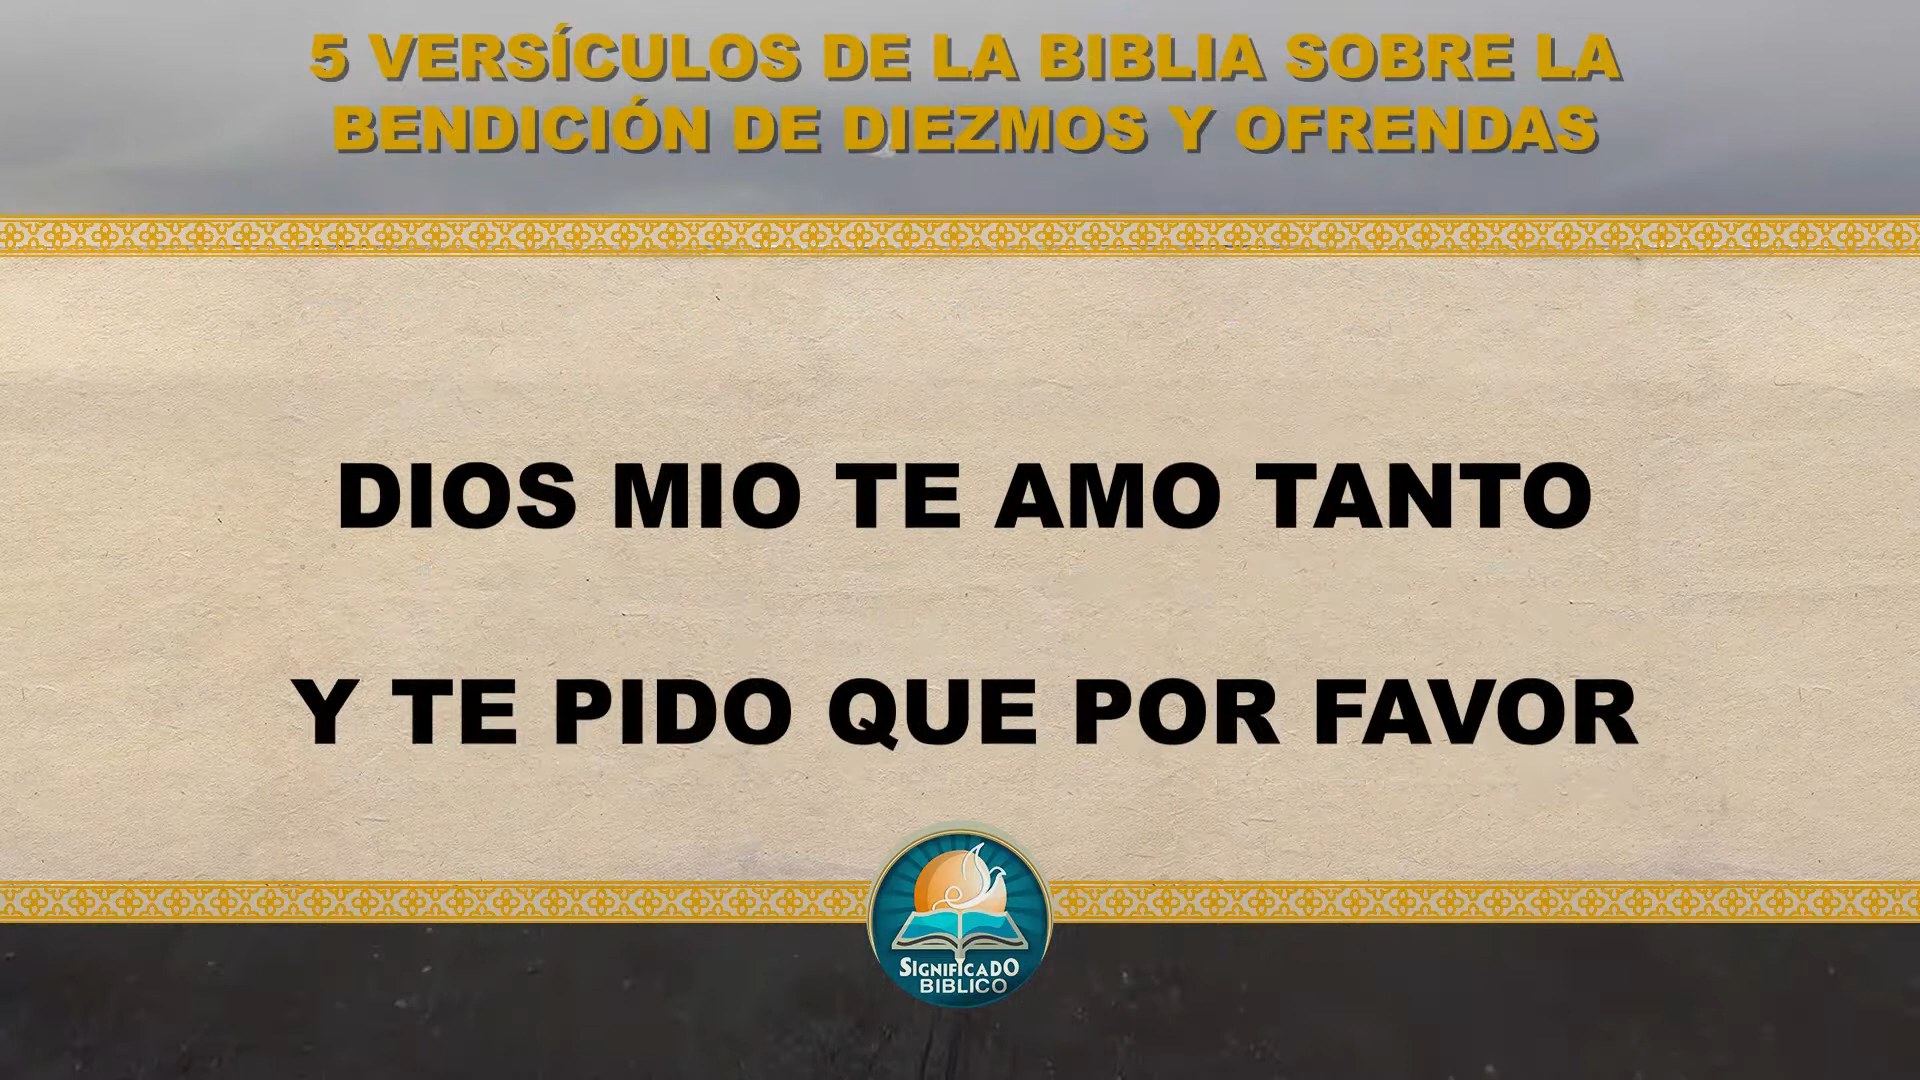 5 VERSÍCULOS DE LA BIBLIA SOBRE LA
BENDICIÓN DE DIEZMOS Y OFRENDAS
DIOS MIO TE AMO TANTO
Y TE PIDO QUE POR FAVOR
SIGNIFICADO
BIBLICO